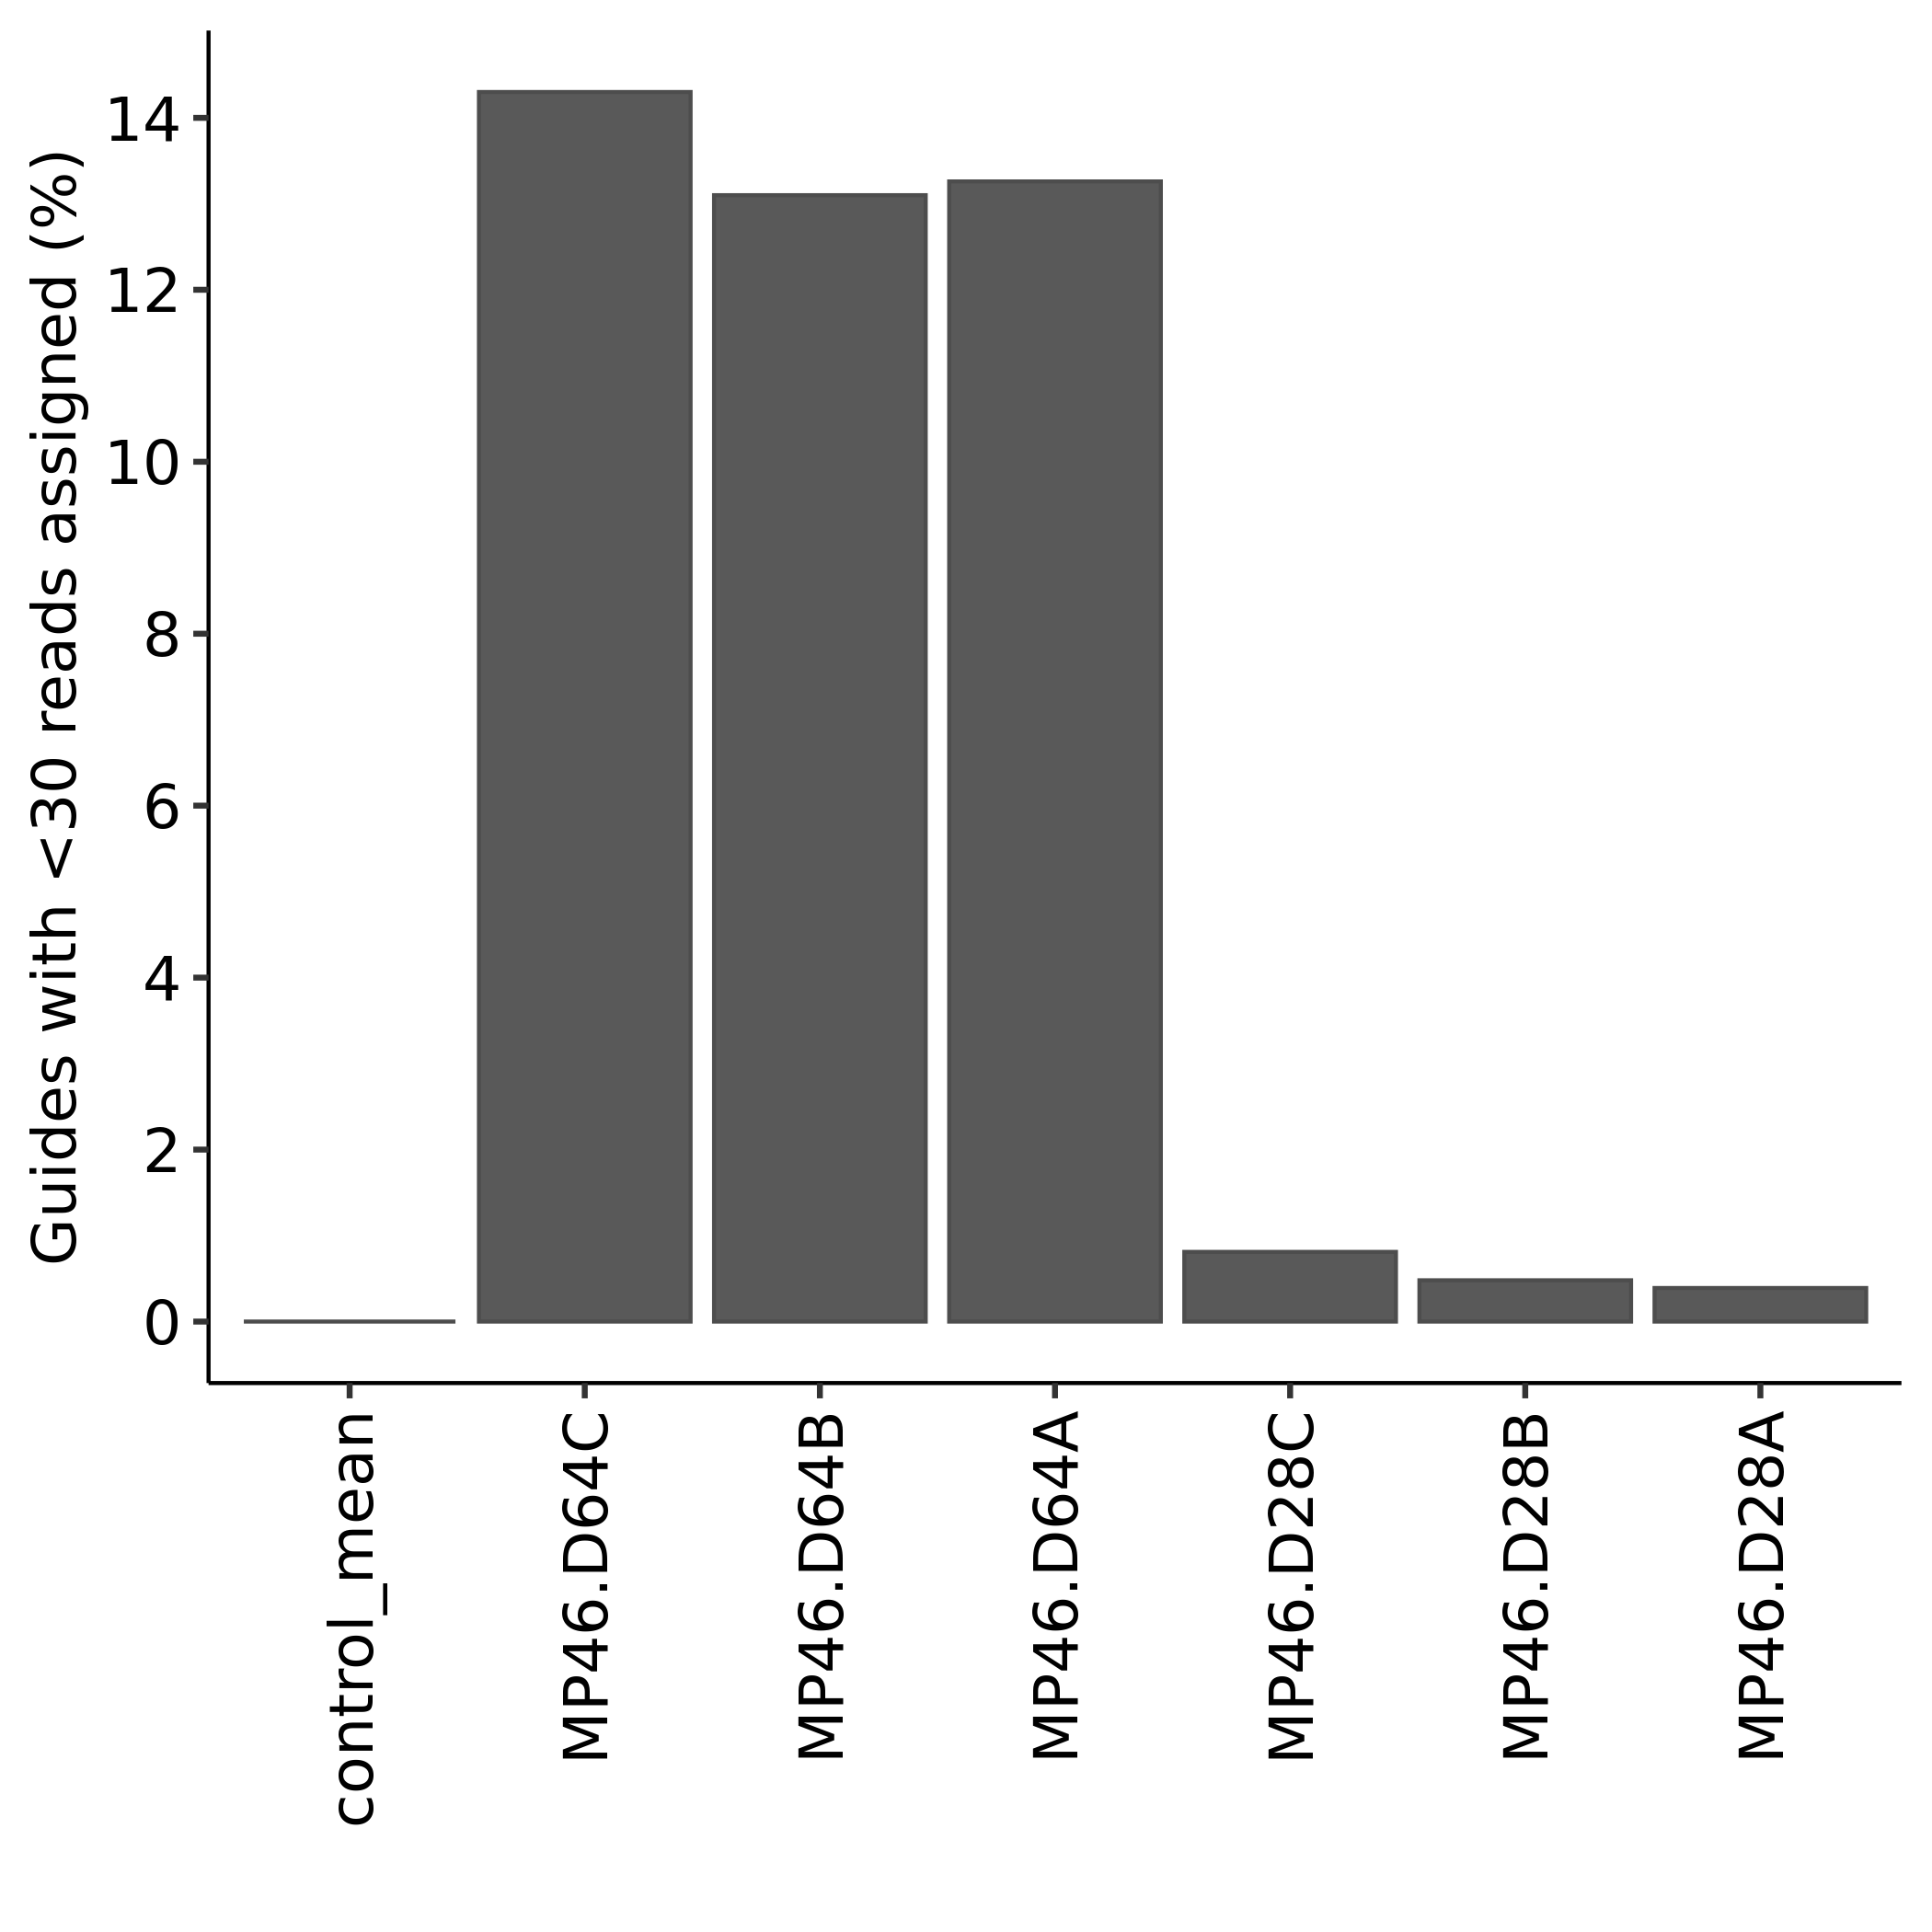 Guides with <30 reads assigned (%)
14
12
10
8
6
4
2
0
control_mean
MP46.D64C
MP46.D64B
MP46.D64A
MP46.D28C
MP46.D28B
MP46.D28A